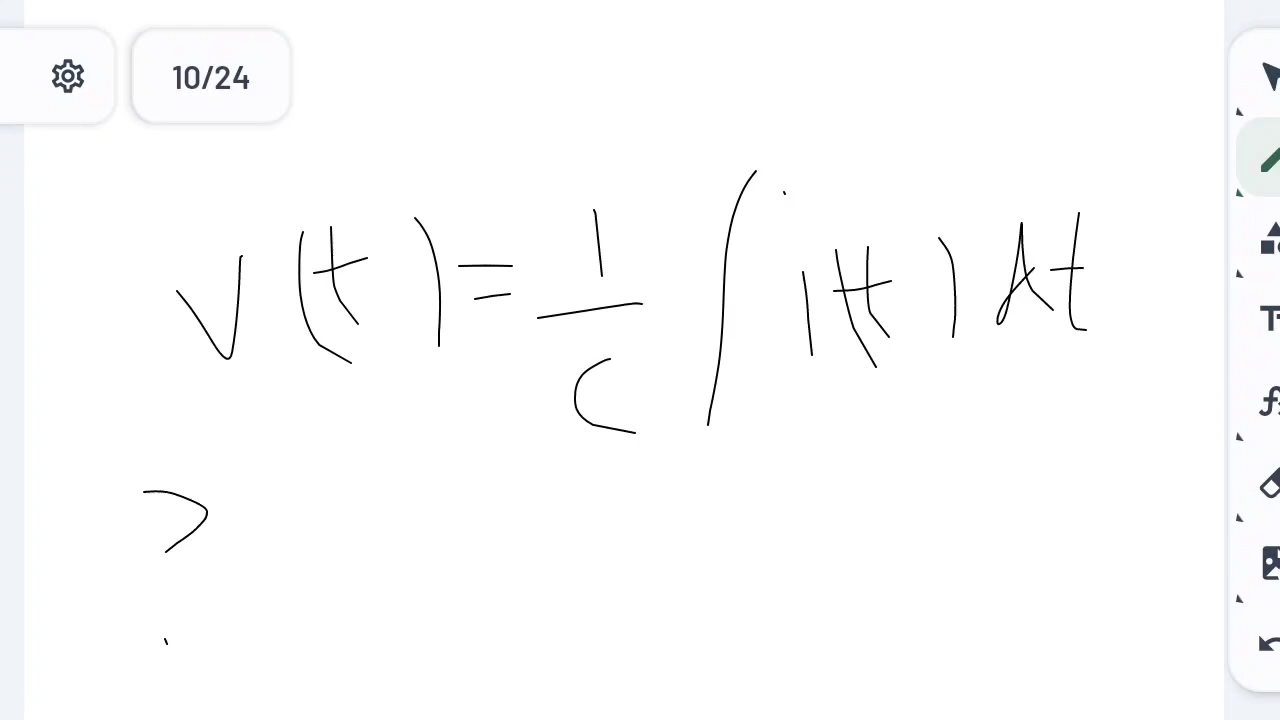 10/24
v(t) = 1/C ∫ i(t) dt
?